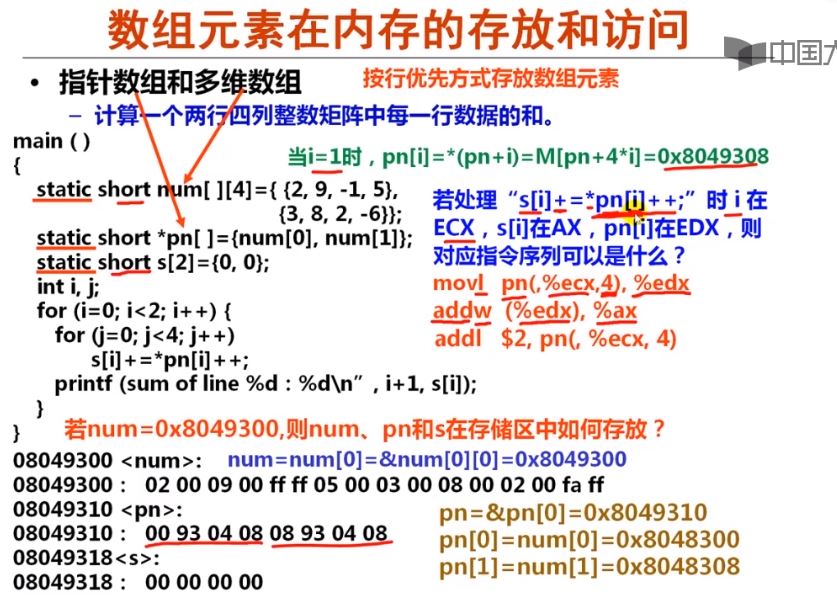 数组元素在内存的存放和访问
中国大
• 指针数组和多维数组
按行优先方式存放数组元素
– 计算一个两行四列整数矩阵中每一行数据的和。
main ( )
{
当i=1时，pn[i]=*(pn+i)=M[pn+4*i]=0x8049308
static short num[ ][4]={ {2, 9, -1, 5},
{3, 8, 2, -6}};
static short *pn[ ]={num[0], num[1]};
static short s[2]={0, 0};
int i, j;
for (i=0; i<2; i++) {
for (j=0; j<4; j++)
s[i]+=*pn[i]++;
printf (sum of line %d : %d\n” , i+1, s[i]);
}
}
若处理“s[i]+=*pn[i]++;”时 i 在
ECX，s[i]在AX，pn[i]在EDX，则
对应指令序列可以是什么？
movl pn(,%ecx,4), %edx
addw (%edx), %ax
addl $2, pn(, %ecx, 4)
若num=0x8049300,则num、pn和s在存储区中如何存放？
08049300 <num>: num=num[0]=&num[0][0]=0x8049300
08049300 : 02 00 09 00 ff ff 05 00 03 00 08 00 02 00 fa ff
08049310 <pn>:
08049310 : 00 93 04 08 08 93 04 08
08049318<s>:
08049318 : 00 00 00 00
pn=&pn[0]=0x8049310
pn[0]=num[0]=0x8048300
pn[1]=num[1]=0x8048308